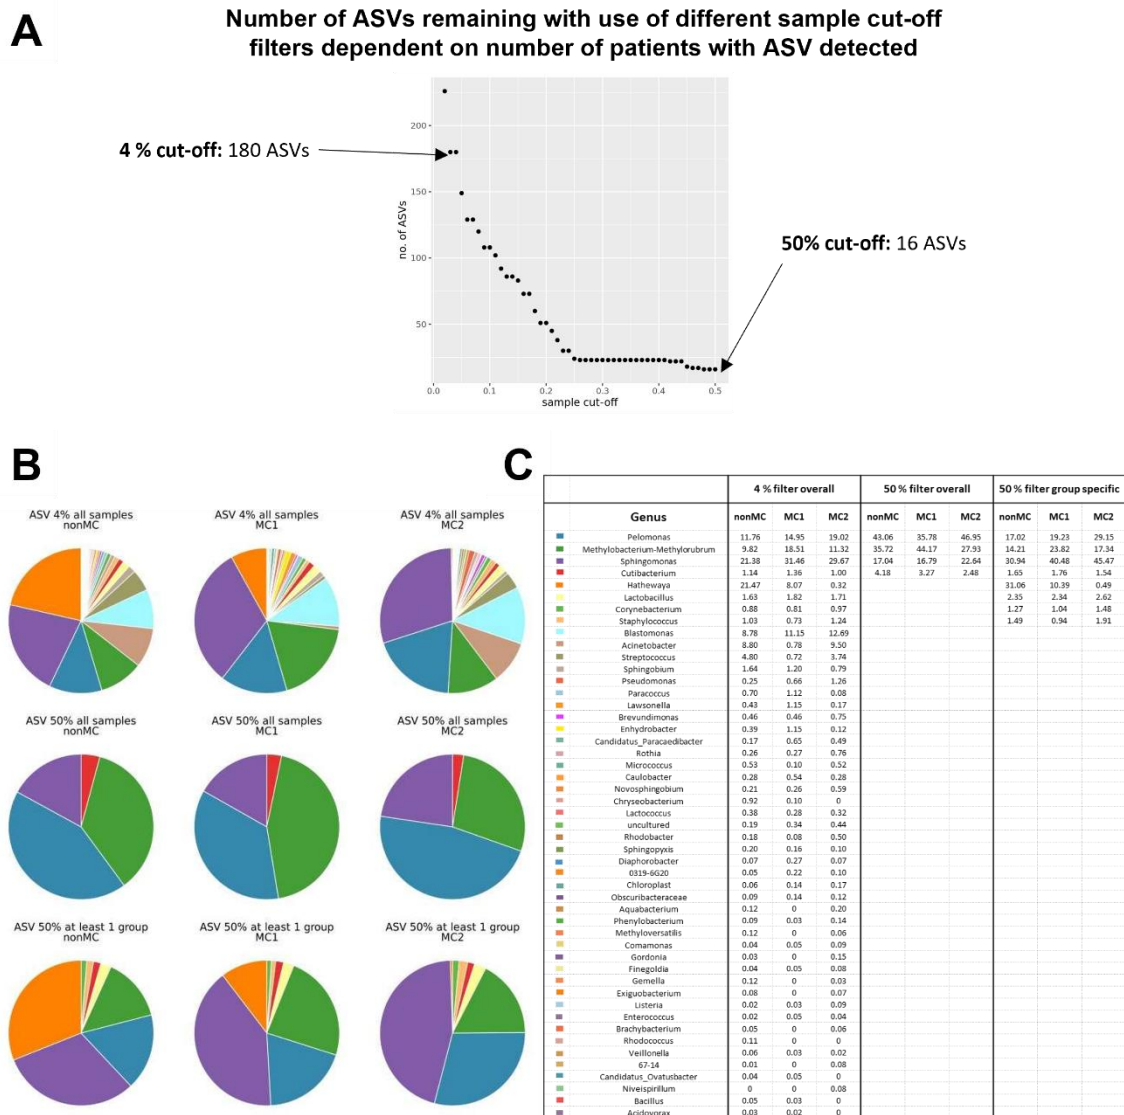 A
Number of ASVs remaining with use of different sample cut-off
filters dependent on number of patients with ASV detected
4 % cut-off: 180 ASVs
50% cut-off: 16 ASVs
no. of ASVs
200
150
100
50
0.0 0.1 0.2 0.3 0.4 0.5
sample cut-off
B
ASV 4% all samples
nonMC
ASV 4% all samples
MC1
ASV 4% all samples
MC2
ASV 50% all samples
nonMC
ASV 50% all samples
MC1
ASV 50% all samples
MC2
ASV 50% at least 1 group
nonMC
ASV 50% at least 1 group
MC1
ASV 50% at least 1 group
MC2
C
4 % filter overall 50 % filter overall 50 % filter group specific
Genus nonMC MC1 MC2 nonMC MC1 MC2 nonMC MC1 MC2
Pelomonas 11.76 14.95 19.02 43.06 35.78 46.95 17.02 19.23 29.15
Methylobacterium-Methylorubrum 9.82 18.51 11.32 35.72 44.17 27.93 14.21 23.82 17.34
Sphingomonas 21.38 31.46 29.67 17.04 16.79 22.64 30.94 40.48 45.47
Cutibacterium 1.14 1.36 1.00 4.18 3.27 2.48 1.65 1.76 1.54
Hathewaya 21.47 8.07 0.32 31.06 10.39 0.49
Lactobacillus 1.63 1.82 1.71 2.35 2.34 2.62
Corynebacterium 0.88 0.81 0.97 1.27 1.04 1.48
Staphylococcus 1.03 0.73 1.24 1.49 0.94 1.91
Blastomonas 8.78 11.15 12.69
Acinetobacter 8.80 0.78 9.50
Streptococcus 4.80 0.72 3.74
Sphingobium 1.64 1.20 0.79
Pseudomonas 0.25 0.66 1.26
Paracoccus 0.70 1.12 0.08
Lawsonella 0.43 1.15 0.17
Brevundimonas 0.46 0.46 0.75
Enhydrobacter 0.39 1.15 0.12
Candidatus_Paracaedibacter 0.17 0.65 0.49
Rothia 0.26 0.27 0.76
Micrococcus 0.53 0.10 0.52
Caulobacter 0.28 0.54 0.28
Novosphingobium 0.21 0.26 0.59
Chryseobacterium 0.92 0.10 0
Lactococcus 0.38 0.28 0.32
uncultured 0.19 0.34 0.44
Rhodobacter 0.18 0.08 0.50
Sphingopyxis 0.20 0.16 0.10
Diaphorobacter 0.07 0.27 0.07
0319-6G20 0.05 0.22 0.10
Chloroplast 0.06 0.14 0.17
Obscuribacteraceae 0.09 0.14 0.12
Aquabacterium 0.12 0 0.20
Phenylobacterium 0.09 0.03 0.14
Methyloversatilis 0.12 0 0.06
Comamonas 0.04 0.05 0.09
Gordonia 0.03 0 0.15
Finegoldia 0.04 0.05 0.08
Gemella 0.12 0 0.03
Exiguobacterium 0.08 0 0.07
Listeria 0.02 0.03 0.09
Enterococcus 0.02 0.05 0.04
Brachybacterium 0.05 0 0.06
Rhodococcus 0.11 0 0
Veillonella 0.06 0.03 0.02
67-14 0.01 0 0.08
Candidatus_Ovatusbacter 0.04 0.05 0
Niveispirillum 0 0 0.08
Bacillus 0.05 0.03 0
Acidovorax 0.03 0.02 0